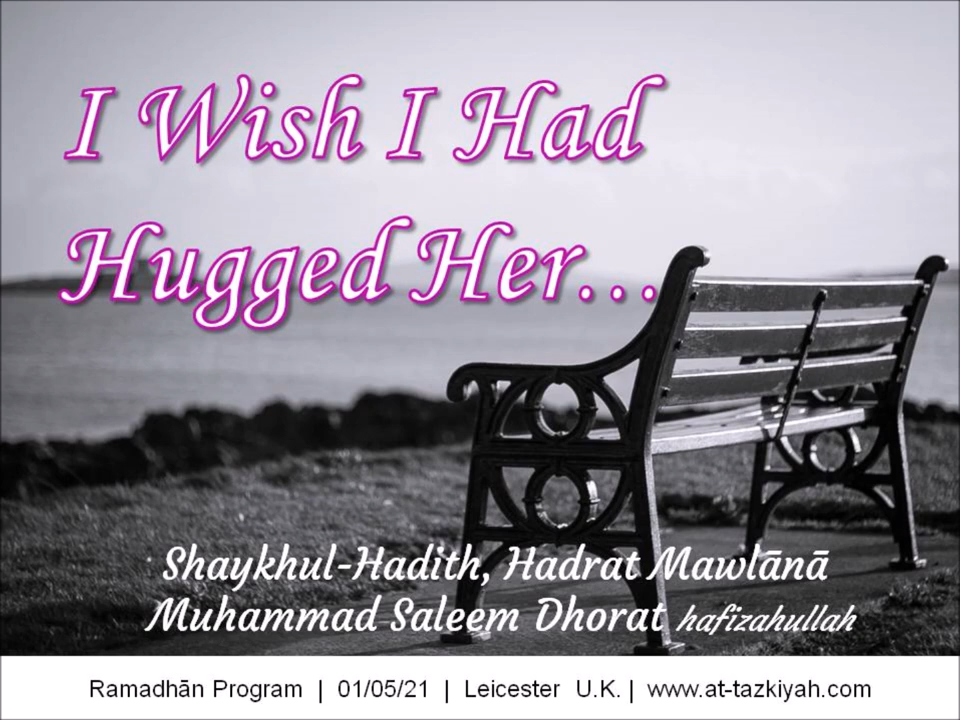 I Wish I Had
Hugged Her...
Shaykhul-Hadith, Hadrat Mawlānā
Muhammad Saleem Dhorat hafizahullah
Ramadhān Program | 01/05/21 | Leicester U.K. | www.at-tazkiyah.com